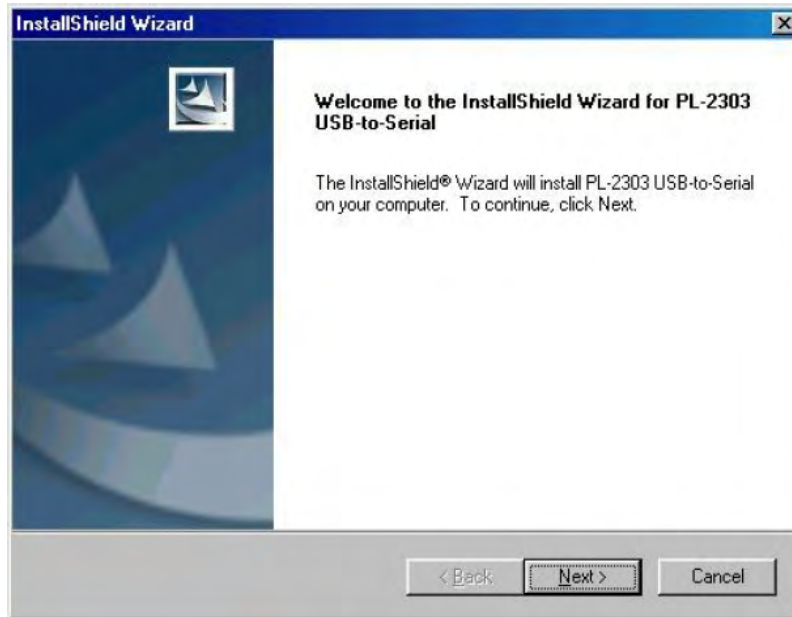 InstallShield Wizard
Welcome to the InstallShield Wizard for PL-2303
USB-to-Serial
The InstallShield® Wizard will install PL-2303 USB-to-Serial
on your computer. To continue, click Next.
< Back Next > Cancel